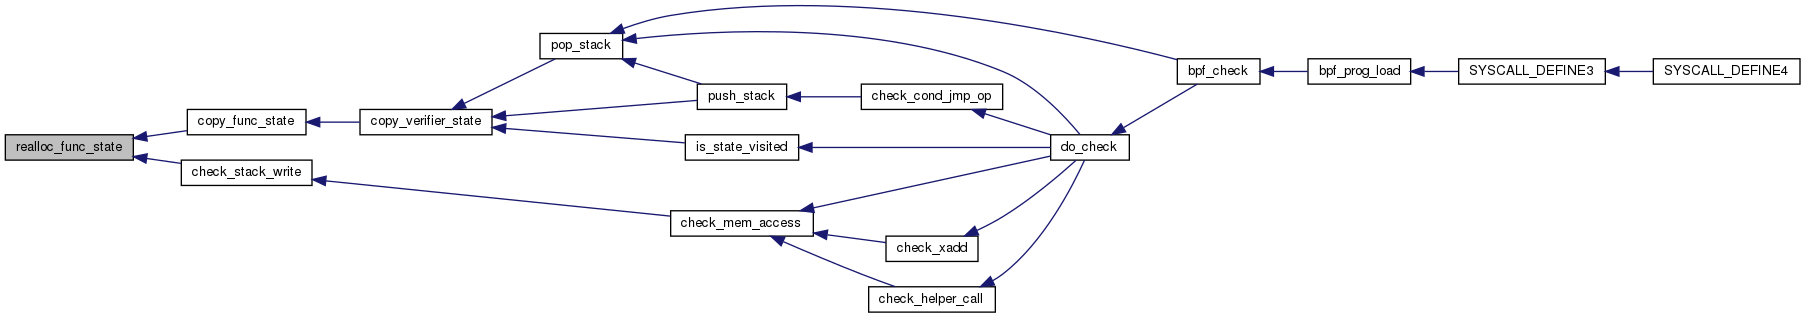 pop_stack
bpf_check
bpf_prog_load
SYSCALL_DEFINE3
SYSCALL_DEFINE4
push_stack
check_cond_jmp_op
copy_func_state
copy_verifier_state
realloc_func_state
is_state_visited
do_check
check_stack_write
check_mem_access
check_xadd
check_helper_call